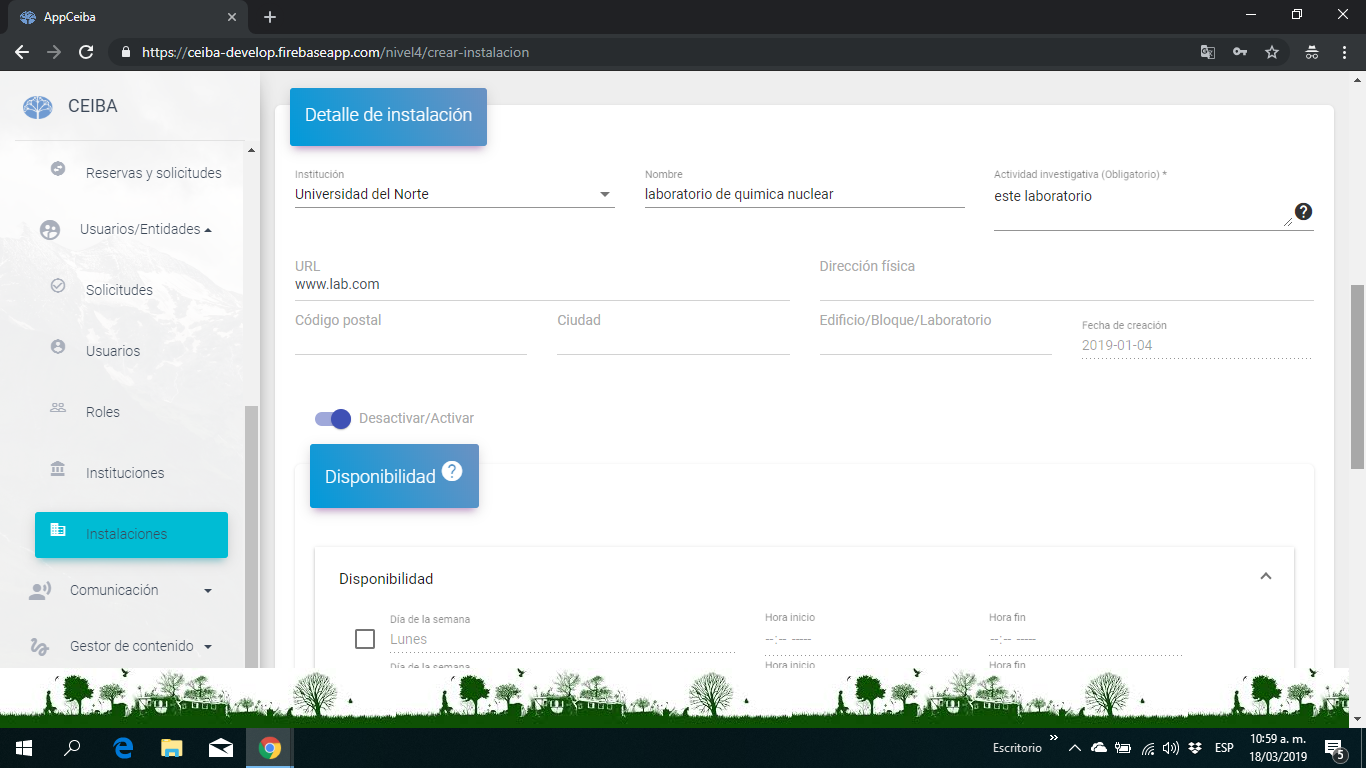 AppCeiba
https://ceiba-develop.firebaseapp.com/nivel4/crear-instalacion
CEIBA
Reservas y solicitudes
Usuarios/Entidades
Solicitudes
Usuarios
Roles
Instituciones
Instalaciones
Comunicación
Gestor de contenido
Detalle de instalación
Institución
Universidad del Norte
Nombre
laboratorio de quimica nuclear
Actividad investigativa (Obligatorio) *
este laboratorio
URL
www.lab.com
Dirección física
Código postal
Ciudad
Edificio/Bloque/Laboratorio
Fecha de creación
2019-01-04
Desactivar/Activar
Disponibilidad
Disponibilidad
Día de la semana
Lunes
Hora inicio
--:-- -----
Hora fin
--:-- -----
Día de la semana
Hora inicio
Hora fin
Escritorio
ESP
10:59 a. m.
18/03/2019
5